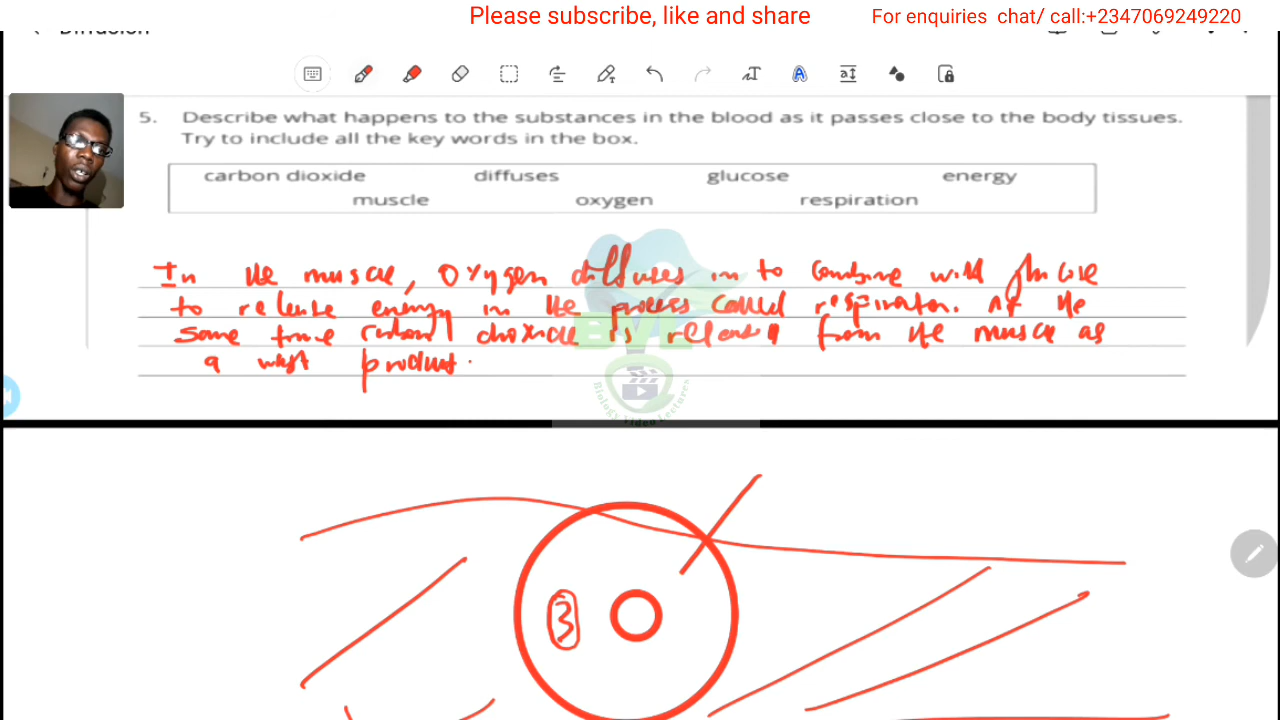 Please subscribe, like and share
For enquiries chat/ call:+2347069249220
Diffusion
5. Describe what happens to the substances in the blood as it passes close to the body tissues.
Try to include all the key words in the box.
carbon dioxide diffuses glucose energy
muscle oxygen respiration
In the muscle, oxygen diffuses in to combine with
to release energy in the process called respiration. At the
same time carbon dioxide is released from the muscle as
a product.
Biology Video Lectures
3